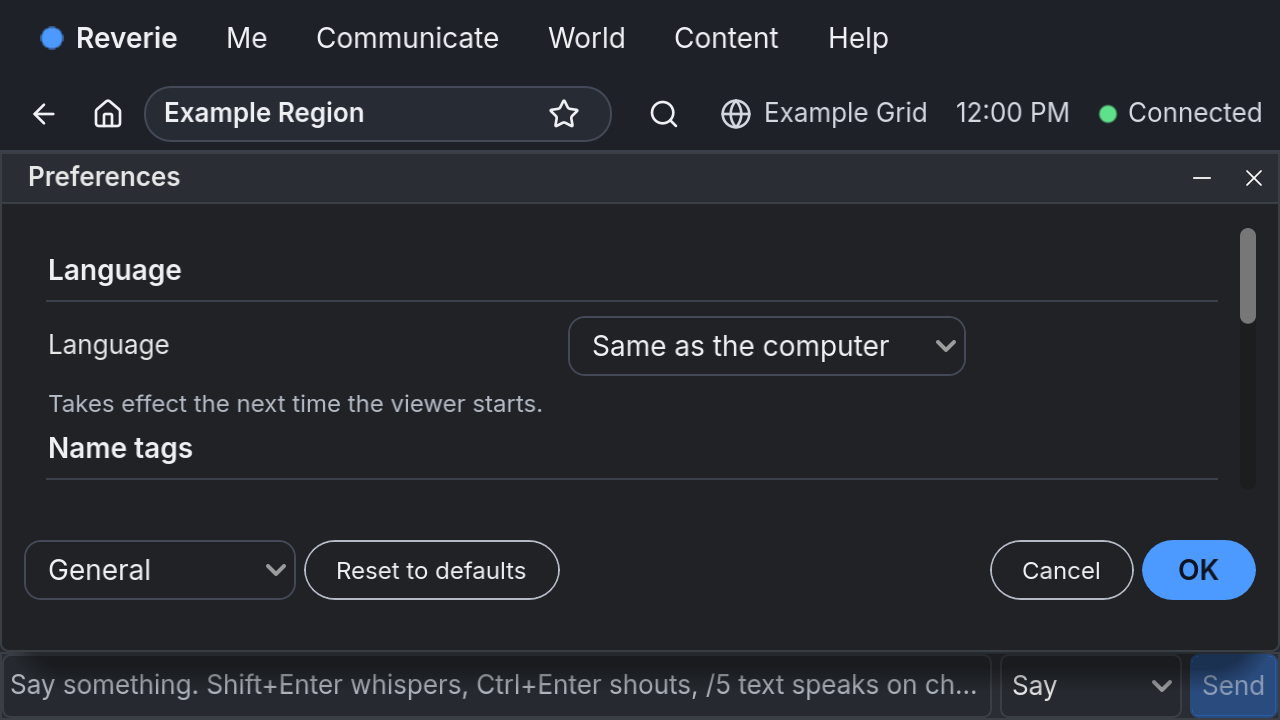 Reverie Me Communicate World Content Help
Example Region Example Grid 12:00 PM Connected
Preferences
Language
Language Same as the computer
Takes effect the next time the viewer starts.
Name tags
General Reset to defaults Cancel OK
Say something. Shift+Enter whispers, Ctrl+Enter shouts, /5 text speaks on ch... Say Send